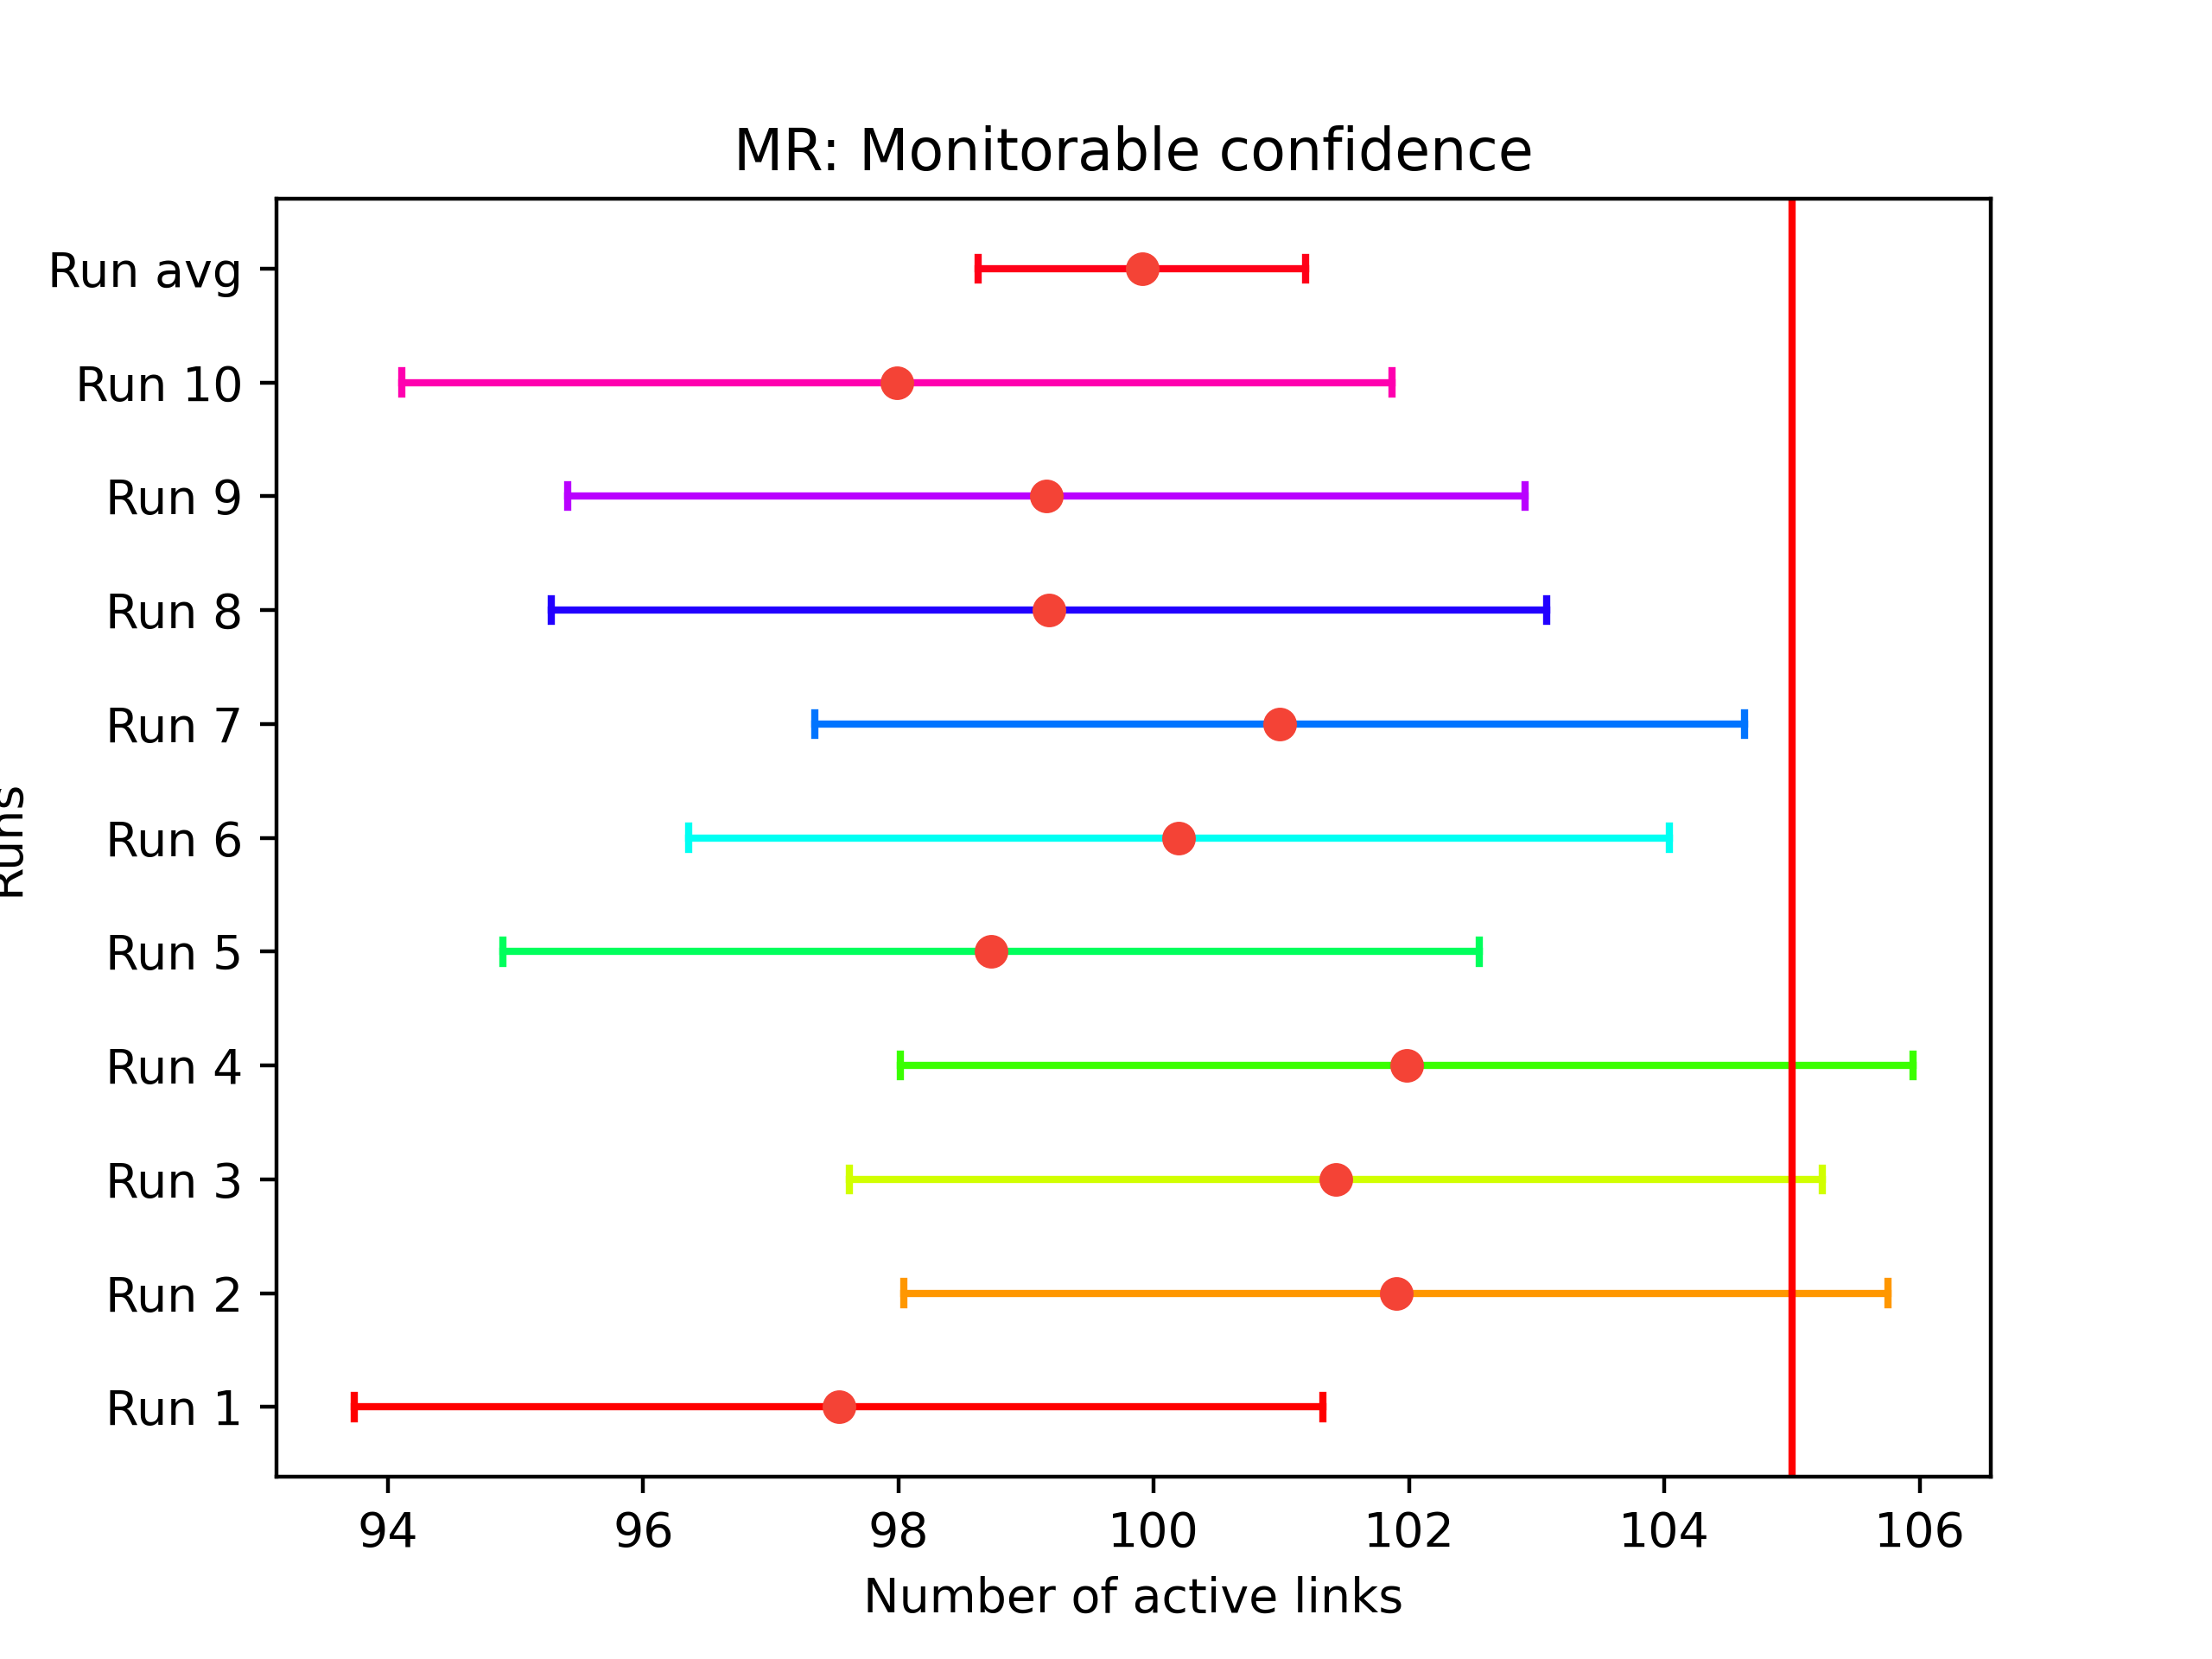 MR: Monitorable confidence
Run avg
Run 10
Run 9
Run 8
Run 7
Run 6
Run 5
Run 4
Run 3
Run 2
Run 1
Runs
94 96 98 100 102 104 106
Number of active links